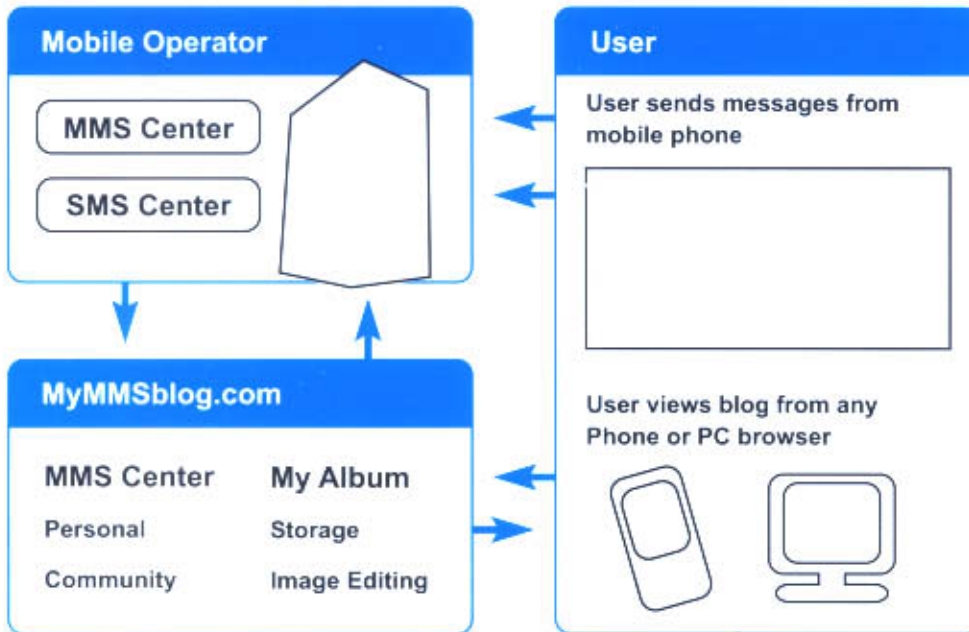 Mobile Operator
MMS Center
SMS Center
User
User sends messages from
mobile phone
User views blog from any
Phone or PC browser
MyMMSblog.com
MMS Center
My Album
Personal
Storage
Community
Image Editing